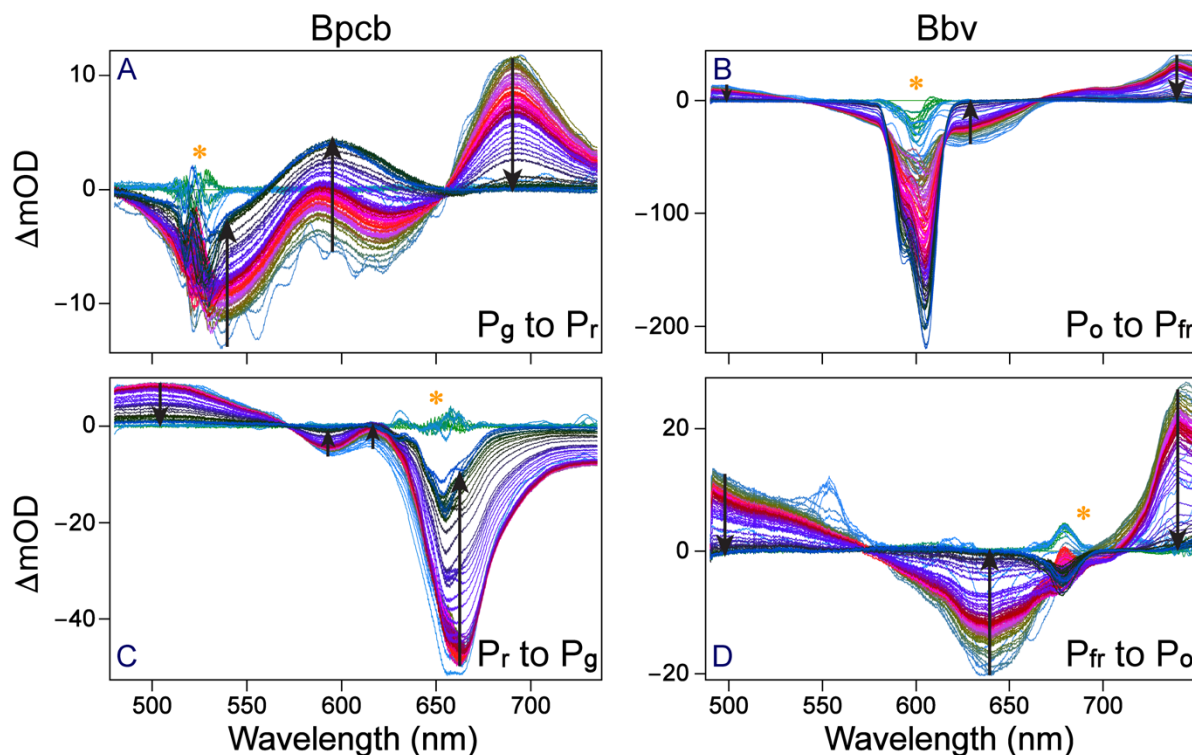 Bpcb
Bbv
A
*
10
0
−10
ΔmOD
Pg to Pr
B
*
0
−100
−200
Po to Pfr
C
*
0
−20
−40
ΔmOD
Pr to Pg
500 550 600 650 700
Wavelength (nm)
D
*
20
0
−20
Pfr to Po
500 550 600 650 700
Wavelength (nm)